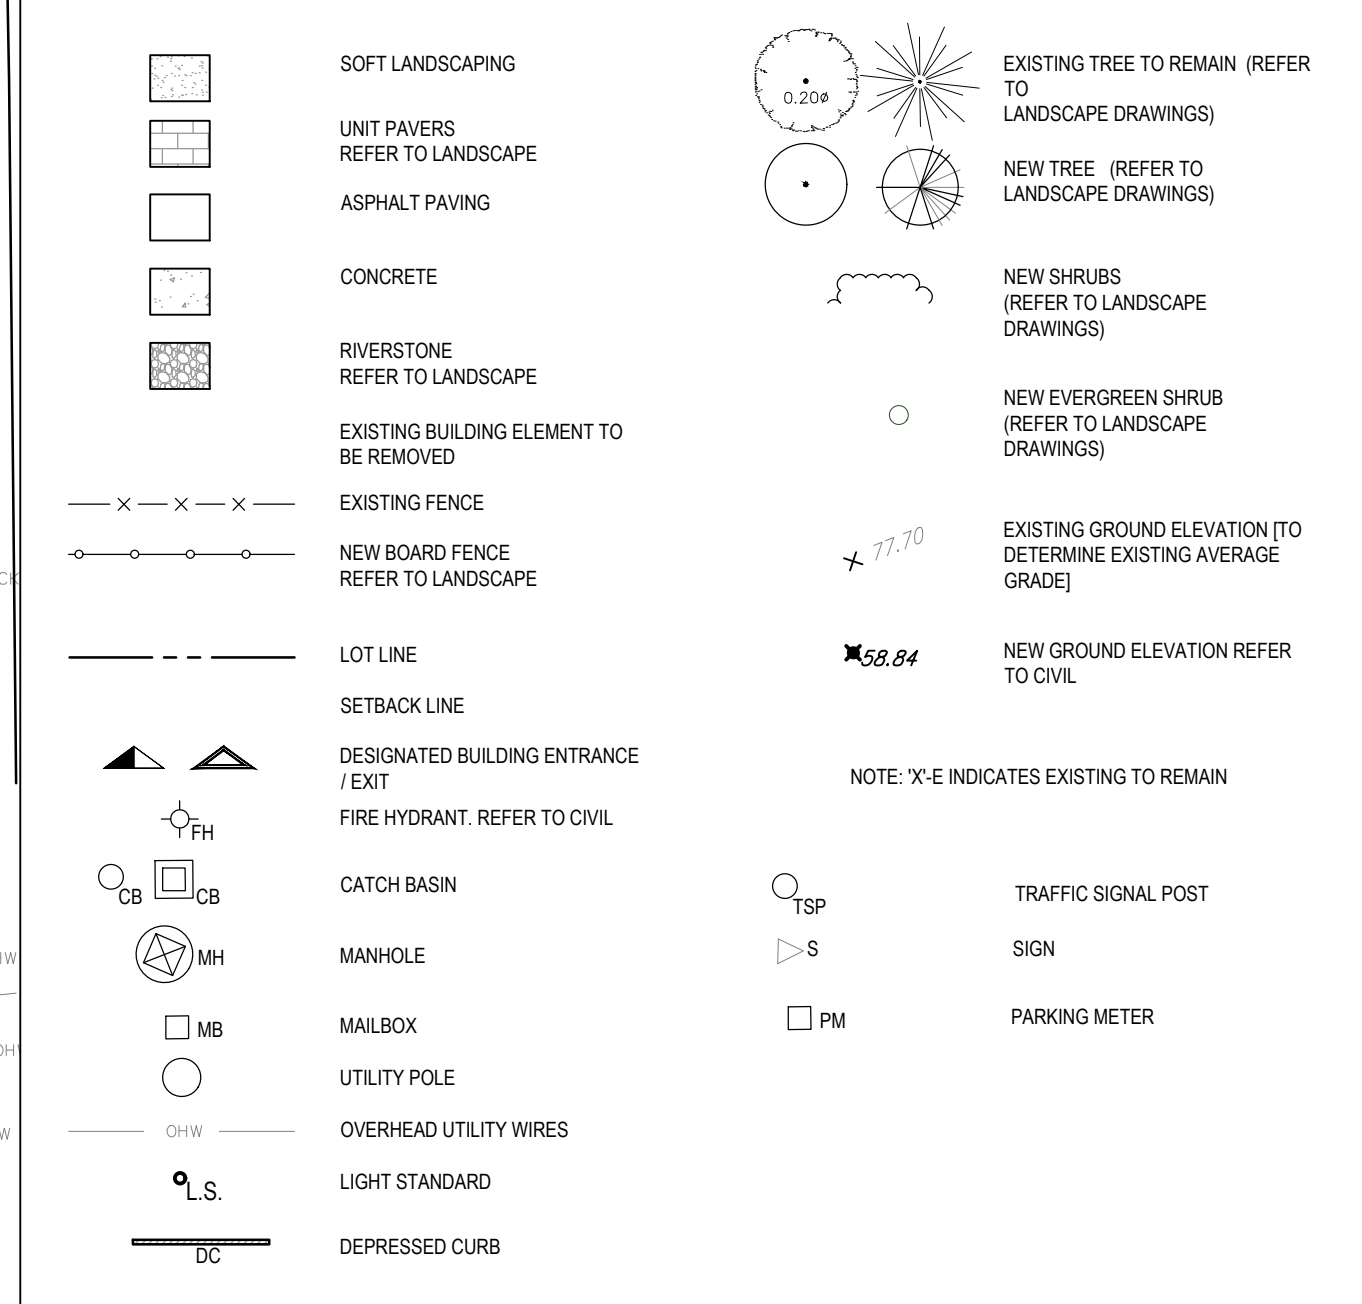 SOFT LANDSCAPING
UNIT PAVERS
REFER TO LANDSCAPE
ASPHALT PAVING
CONCRETE
RIVERSTONE
REFER TO LANDSCAPE
EXISTING BUILDING ELEMENT TO
BE REMOVED
EXISTING FENCE
NEW BOARD FENCE
REFER TO LANDSCAPE
LOT LINE
SETBACK LINE
DESIGNATED BUILDING ENTRANCE
/ EXIT
FH
FIRE HYDRANT. REFER TO CIVIL
CB
CB
CATCH BASIN
MH
MANHOLE
MB
MAILBOX
UTILITY POLE
OHW
OVERHEAD UTILITY WIRES
L.S.
LIGHT STANDARD
DC
DEPRESSED CURB
0.20ø
EXISTING TREE TO REMAIN (REFER
TO
LANDSCAPE DRAWINGS)
NEW TREE (REFER TO
LANDSCAPE DRAWINGS)
NEW SHRUBS
(REFER TO LANDSCAPE
DRAWINGS)
NEW EVERGREEN SHRUB
(REFER TO LANDSCAPE
DRAWINGS)
77.70
EXISTING GROUND ELEVATION [TO
DETERMINE EXISTING AVERAGE
GRADE]
58.84
NEW GROUND ELEVATION REFER
TO CIVIL
NOTE: 'X'-E INDICATES EXISTING TO REMAIN
TSP
TRAFFIC SIGNAL POST
S
SIGN
PM
PARKING METER